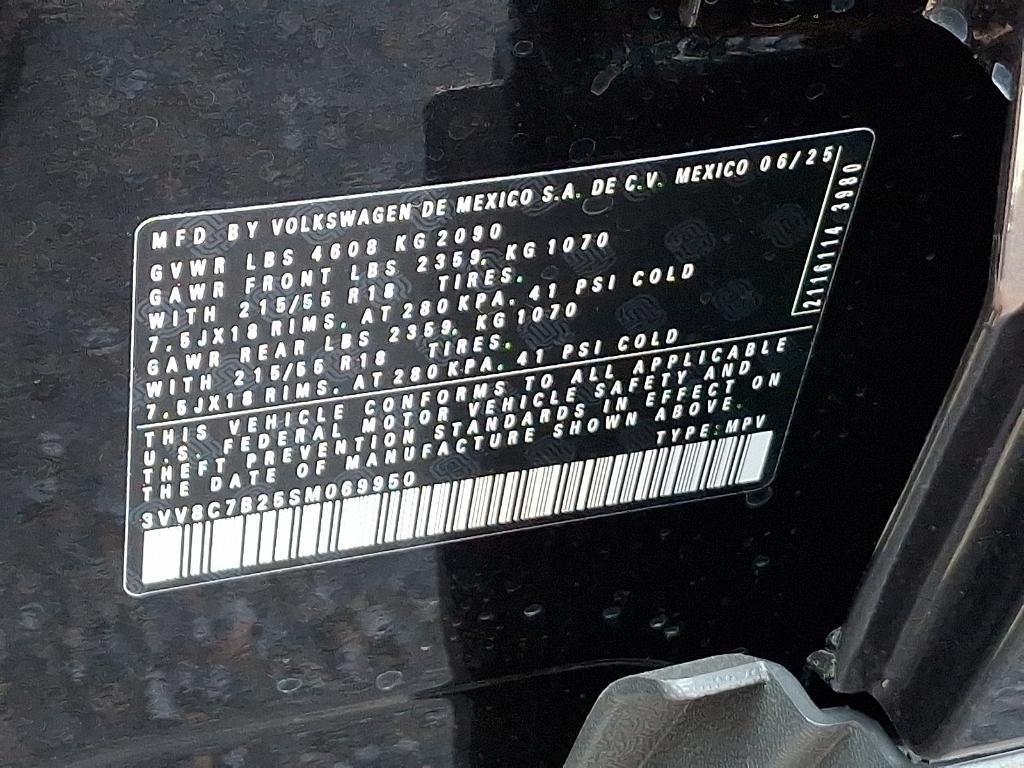 MFD BY VOLKSWAGEN DE MEXICO S.A. DE C.V. MEXICO 06/25
GVWR LBS 4608 KG 2090
GAWR FRONT LBS 2359. KG 1070
WITH 215/55 R18 TIRES.
7.5JX18 RIMS. AT 280 KPA. 41 PSI COLD
GAWR REAR LBS 2359. KG 1070
WITH 215/55 R18 TIRES.
7.5JX18 RIMS. AT 280 KPA. 41 PSI COLD
2116114 3980
THIS VEHICLE CONFORMS TO ALL APPLICABLE
U.S. FEDERAL MOTOR VEHICLE SAFETY AND
THEFT PREVENTION STANDARDS IN EFFECT ON
THE DATE OF MANUFACTURE SHOWN ABOVE.
TYPE: MPV
3VV8C7B25SM069950